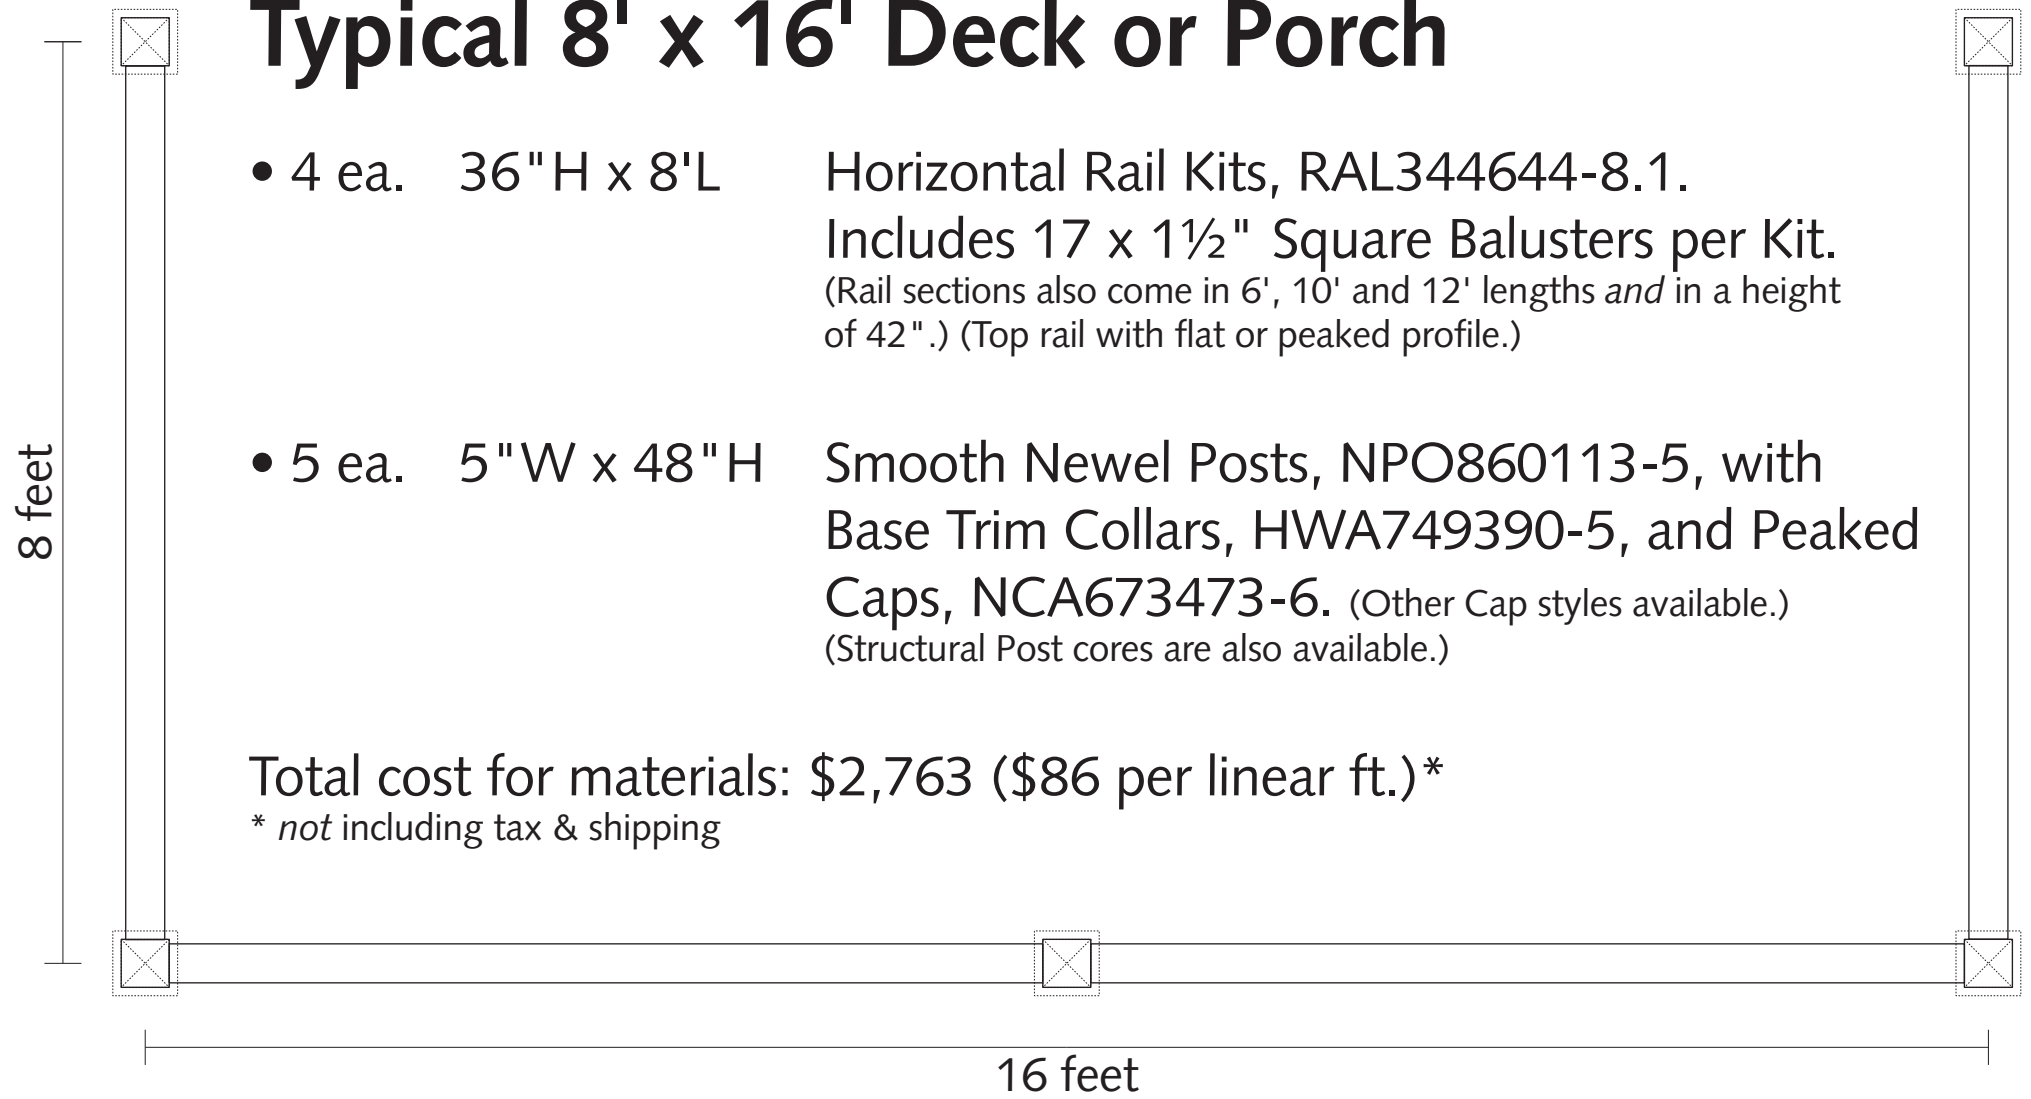 Typical 8' x 16' Deck or Porch
• 4 ea. 36"H x 8'L Horizontal Rail Kits, RAL344644-8.1.
Includes 17 x 1½" Square Balusters per Kit.
(Rail sections also come in 6', 10' and 12' lengths and in a height
of 42".) (Top rail with flat or peaked profile.)
8 feet
• 5 ea. 5"W x 48"H Smooth Newel Posts, NPO860113-5, with
Base Trim Collars, HWA749390-5, and Peaked
Caps, NCA673473-6. (Other Cap styles available.)
(Structural Post cores are also available.)
Total cost for materials: $2,763 ($86 per linear ft.)*
* not including tax & shipping
16 feet